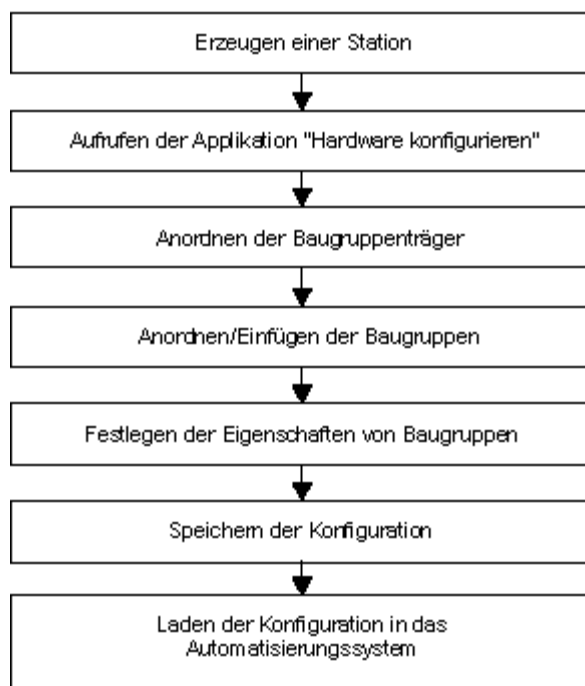 Erzeugen einer Station
Aufrufen der Applikation "Hardware konfigurieren"
Anordnen der Baugruppenträger
Anordnen/Einfügen der Baugruppen
Festlegen der Eigenschaften von Baugruppen
Speichern der Konfiguration
Laden der Konfiguration in das
Automatisierungssystem